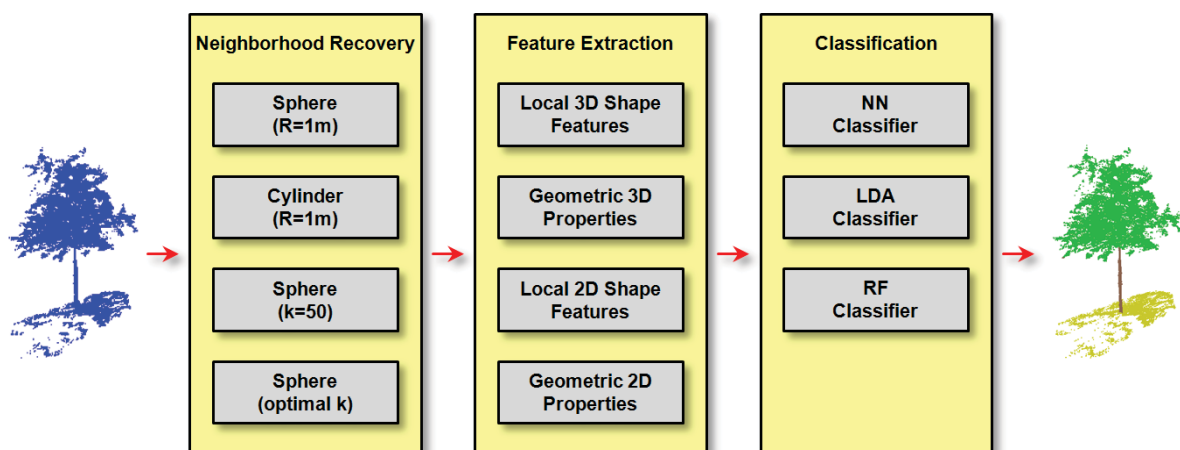 Neighborhood Recovery
Sphere
(R=1m)
Cylinder
(R=1m)
Sphere
(k=50)
Sphere
(optimal k)
Feature Extraction
Local 3D Shape
Features
Geometric 3D
Properties
Local 2D Shape
Features
Geometric 2D
Properties
Classification
NN
Classifier
LDA
Classifier
RF
Classifier